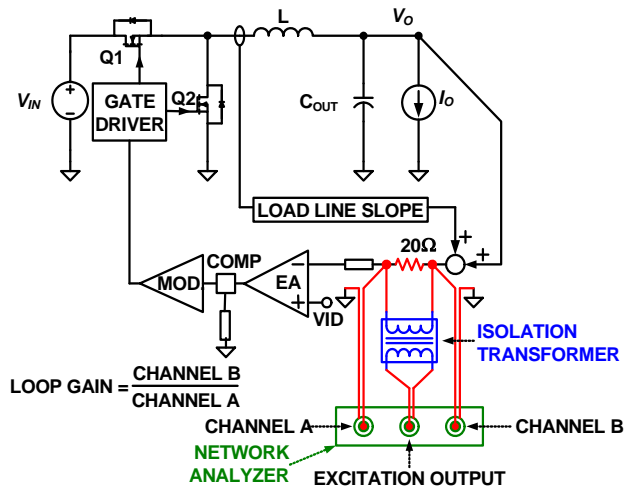 L
V_O
Q1
V_IN
GATE
DRIVER
Q2
C_OUT
I_O
LOAD LINE SLOPE
+
+
20Ω
COMP
MOD.
EA
−
+
VID
ISOLATION
TRANSFORMER
LOOP GAIN = CHANNEL B
CHANNEL A
CHANNEL A
CHANNEL B
NETWORK
ANALYZER
EXCITATION OUTPUT